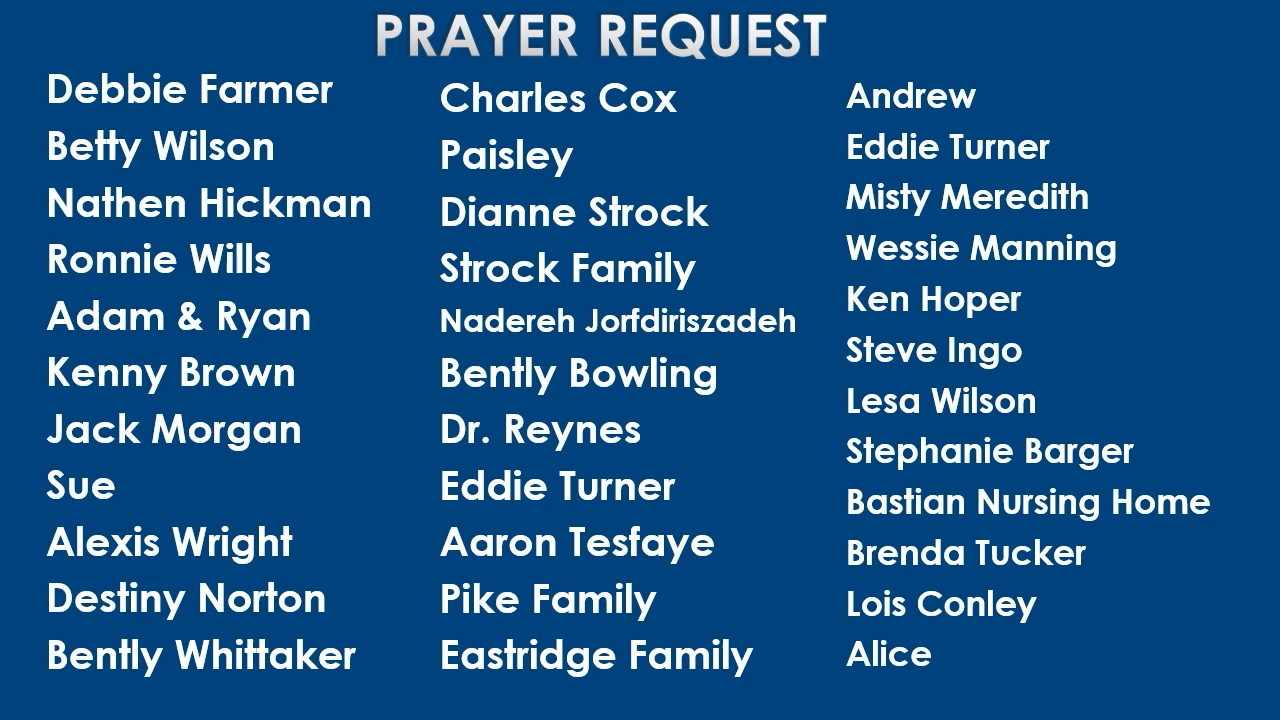 PRAYER REQUEST
Debbie Farmer
Betty Wilson
Nathen Hickman
Ronnie Wills
Adam & Ryan
Kenny Brown
Jack Morgan
Sue
Alexis Wright
Destiny Norton
Bently Whittaker
Charles Cox
Paisley
Dianne Strock
Strock Family
Nadereh Jorfdiriszadeh
Bently Bowling
Dr. Reynes
Eddie Turner
Aaron Tesfaye
Pike Family
Eastridge Family
Andrew
Eddie Turner
Misty Meredith
Wessie Manning
Ken Hoper
Steve Ingo
Lesa Wilson
Stephanie Barger
Bastian Nursing Home
Brenda Tucker
Lois Conley
Alice